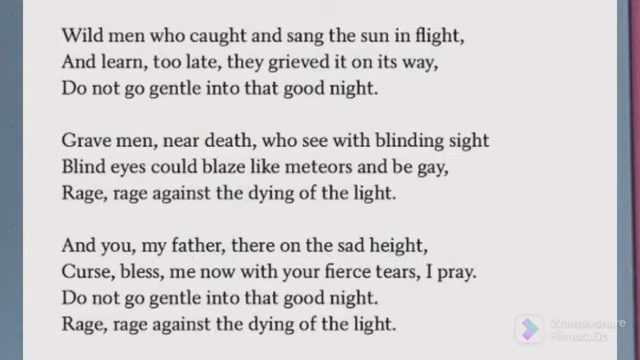 Wild men who caught and sang the sun in flight,
And learn, too late, they grieved it on its way,
Do not go gentle into that good night.
Grave men, near death, who see with blinding sight
Blind eyes could blaze like meteors and be gay,
Rage, rage against the dying of the light.
And you, my father, there on the sad height,
Curse, bless, me now with your fierce tears, I pray.
Do not go gentle into that good night.
Rage, rage against the dying of the light.
Wondershare
FilmoraGo